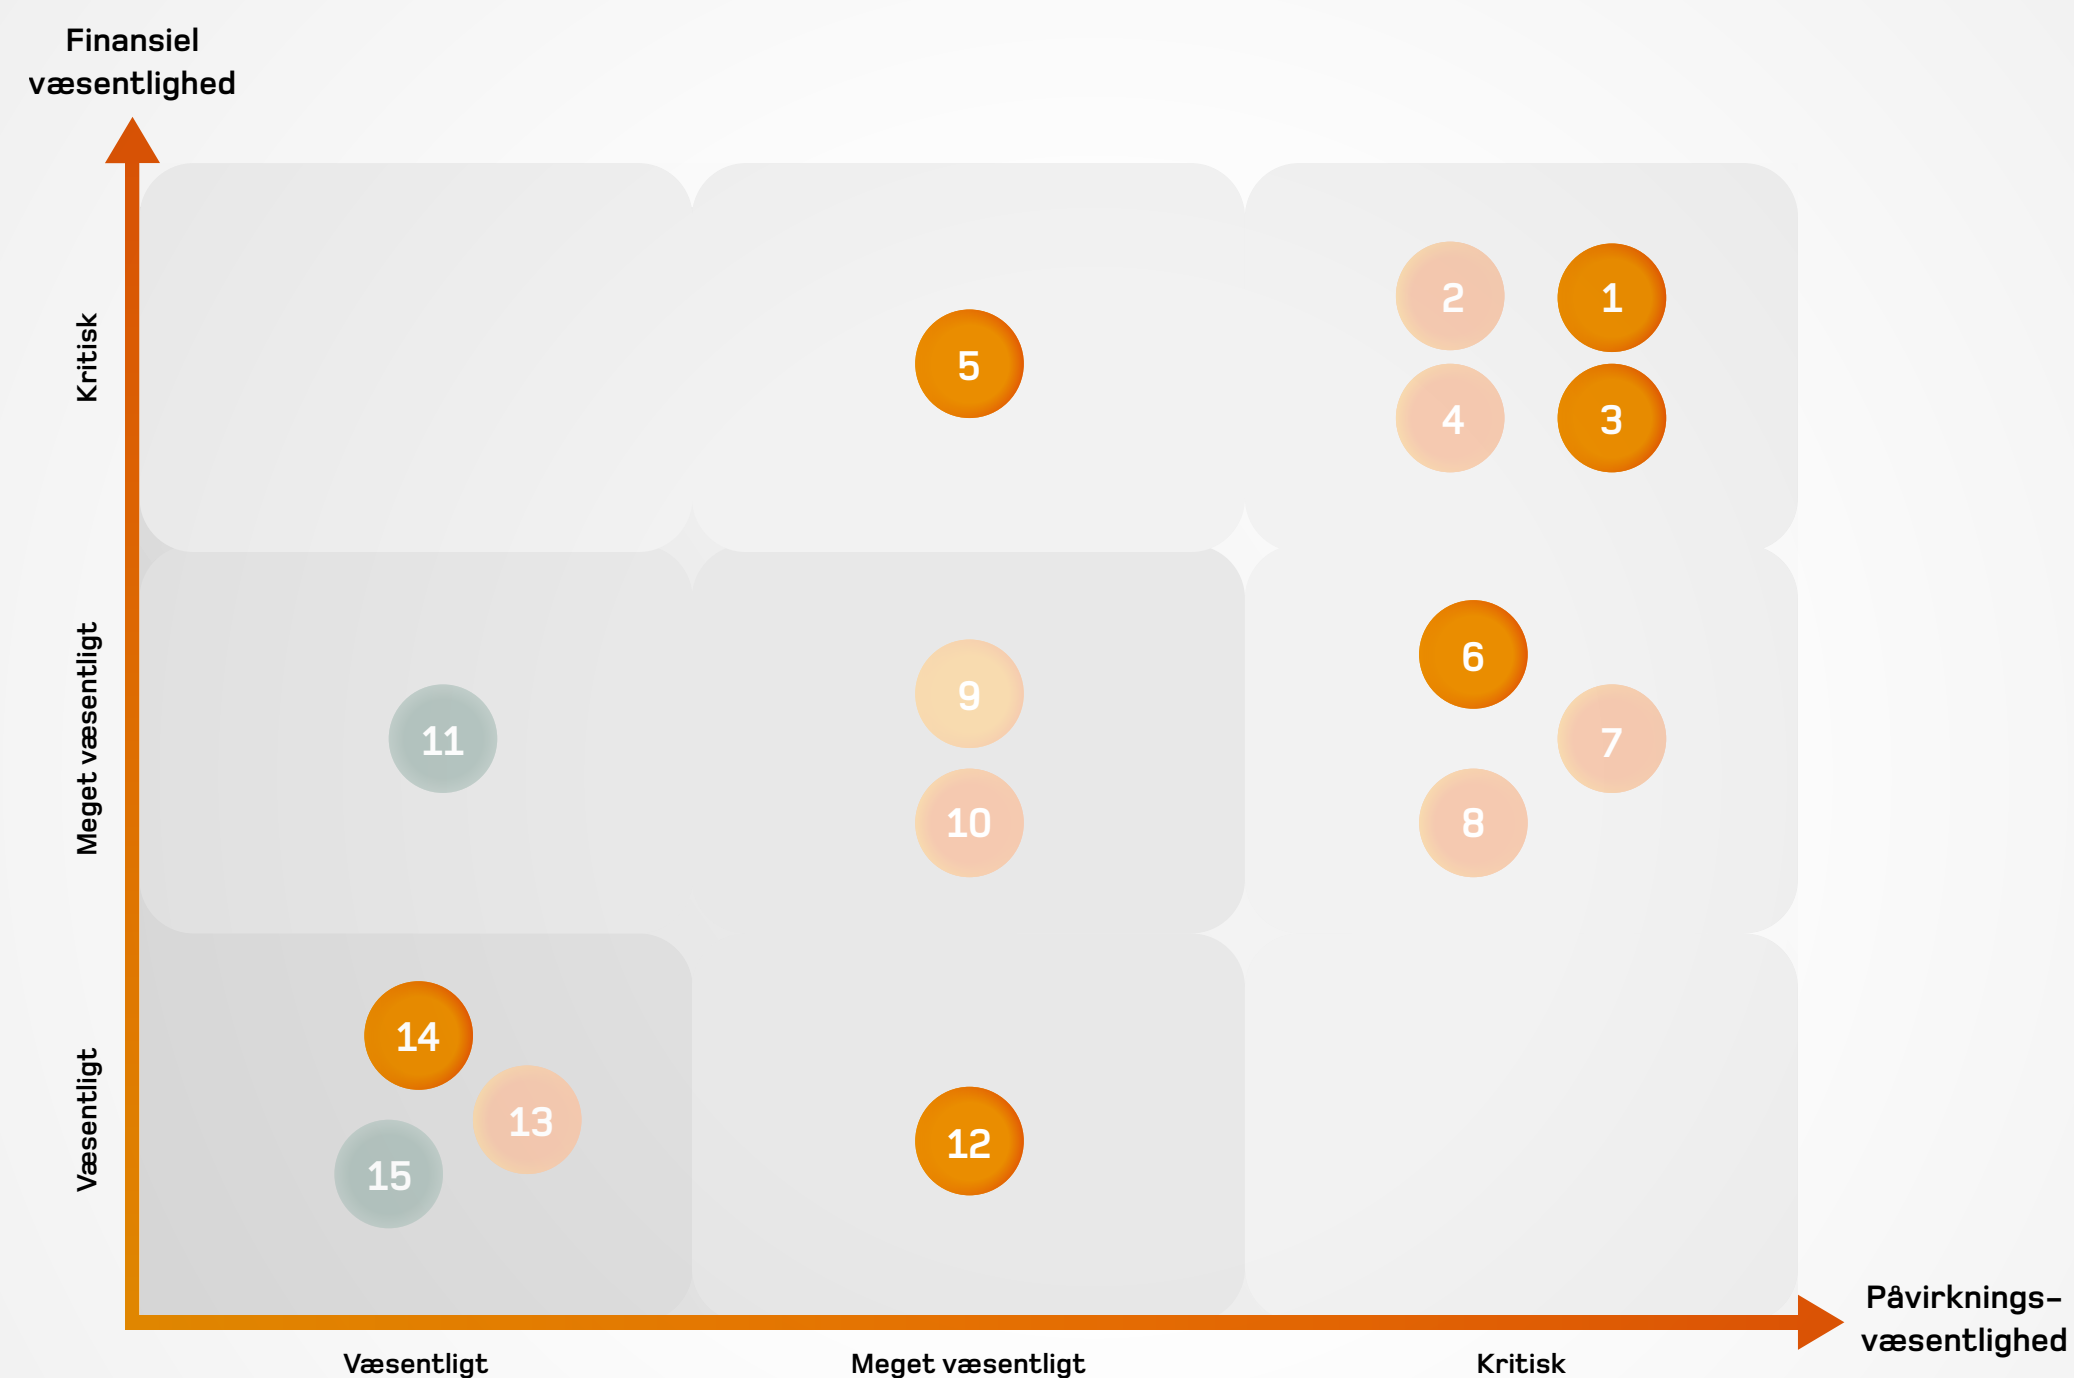 Finansiel
væsentlighed
Kritisk
2
1
5
4
3
Meget væsentligt
6
9
11
7
10
8
Væsentligt
14
13
12
15
Påvirknings-
væsentlighed
Væsentligt
Meget væsentligt
Kritisk